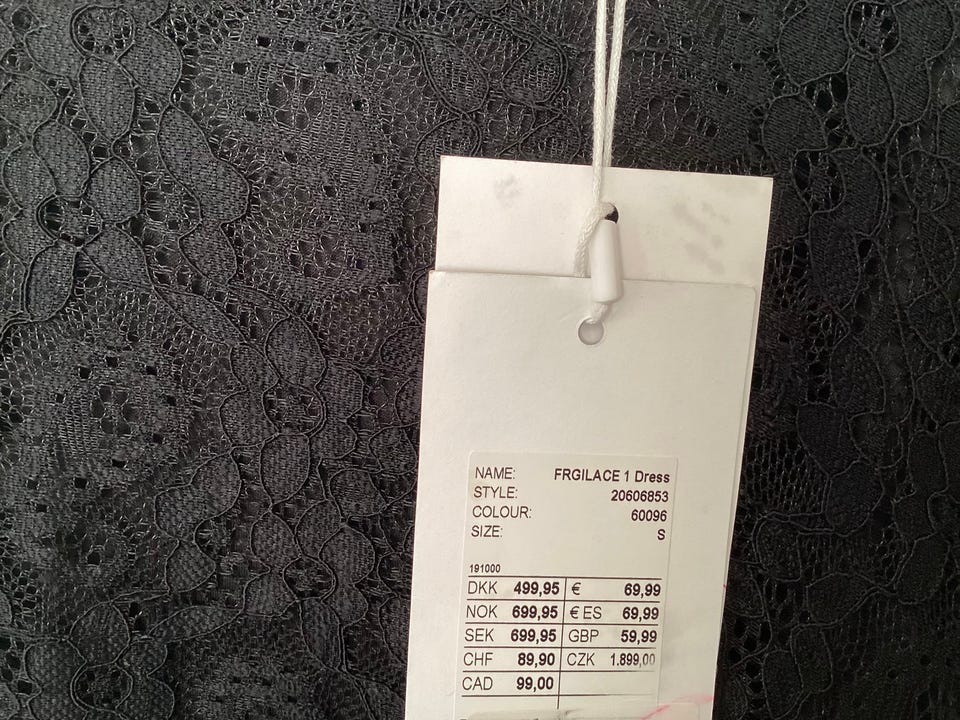 NAME: FRGILACE 1 Dress
STYLE: 20606853
COLOUR: 60096
SIZE: S
191000
DKK 499,95 € 69,99
NOK 699,95 € ES 69,99
SEK 699,95 GBP 59,99
CHF 89,90 CZK 1.899,00
CAD 99,00